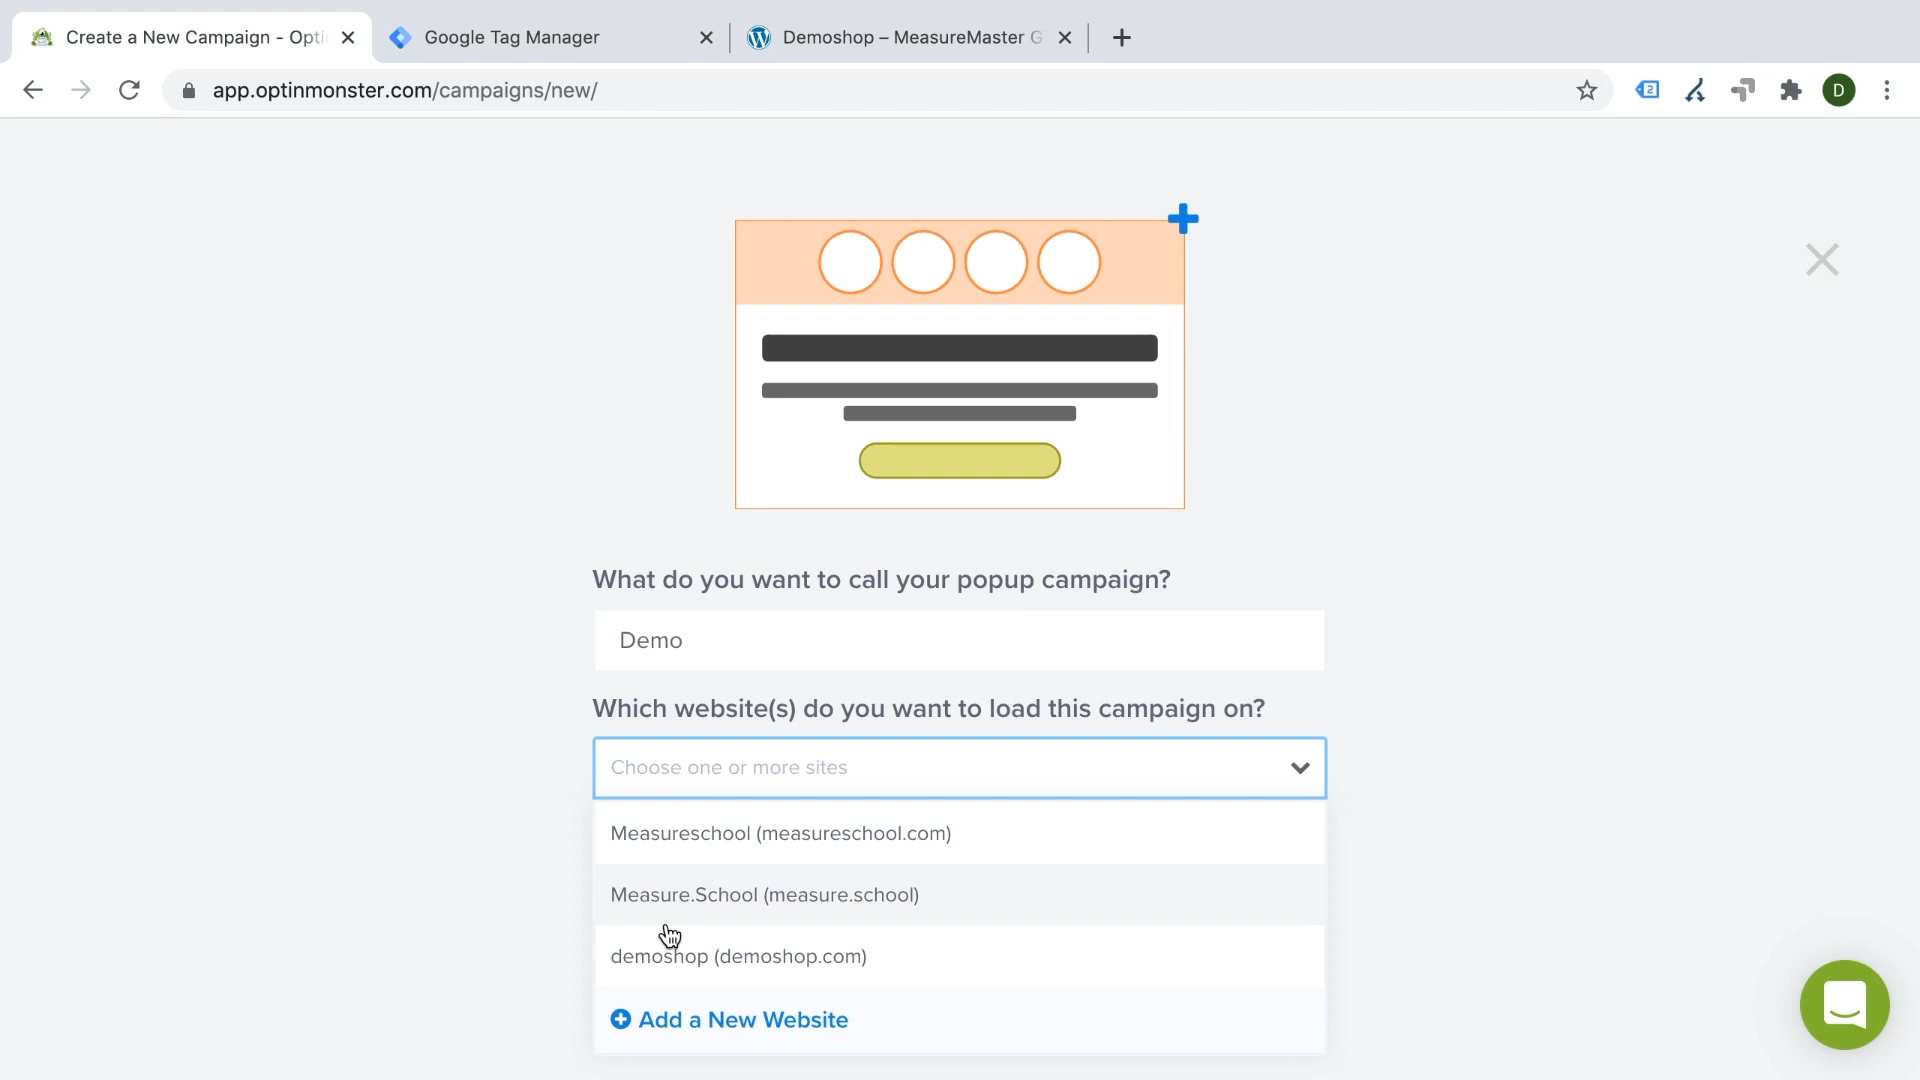 Create a New Campaign - Opti
Google Tag Manager
Demoshop – MeasureMaster G
app.optinmonster.com/campaigns/new/
2
D
What do you want to call your popup campaign?
Demo
Which website(s) do you want to load this campaign on?
Choose one or more sites
Measureschool (measureschool.com)
Measure.School (measure.school)
demoshop (demoshop.com)
Add a New Website